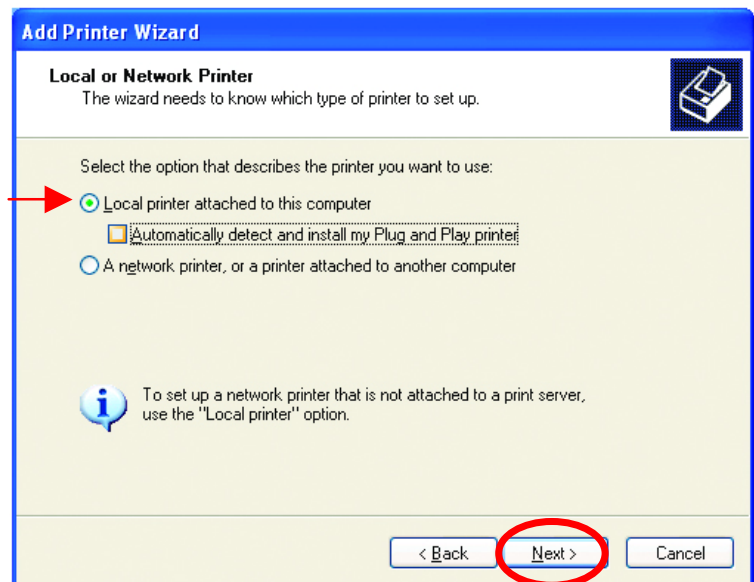 Add Printer Wizard
Local or Network Printer
The wizard needs to know which type of printer to set up.
Select the option that describes the printer you want to use:
Local printer attached to this computer
Automatically detect and install my Plug and Play printer
A network printer, or a printer attached to another computer
To set up a network printer that is not attached to a print server,
use the "Local printer" option.
< Back
Next >
Cancel